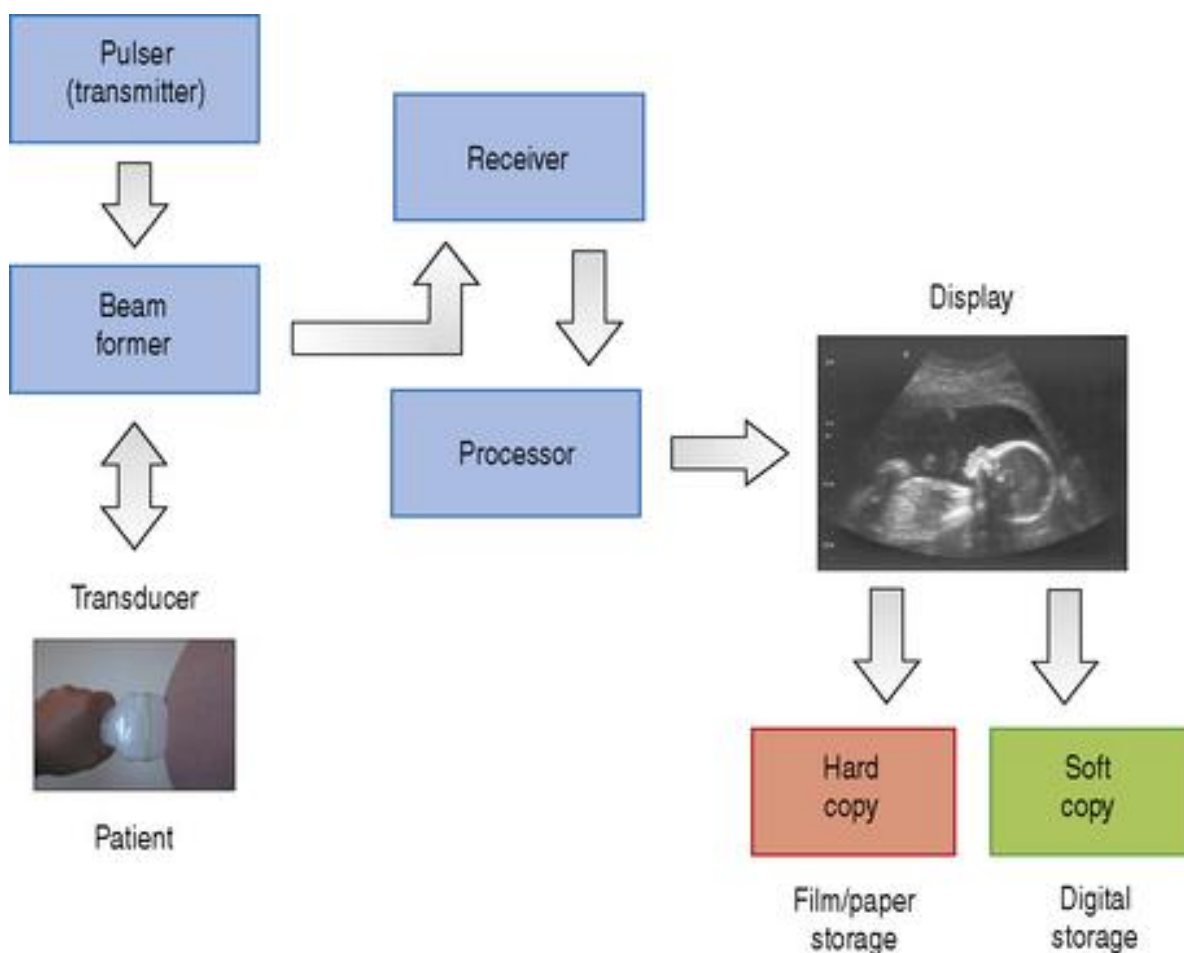 Pulser
(transmitter)
Receiver
Beam
former
Display
Processor
Transducer
Patient
Hard
copy
Soft
copy
Film/paper
storage
Digital
storage